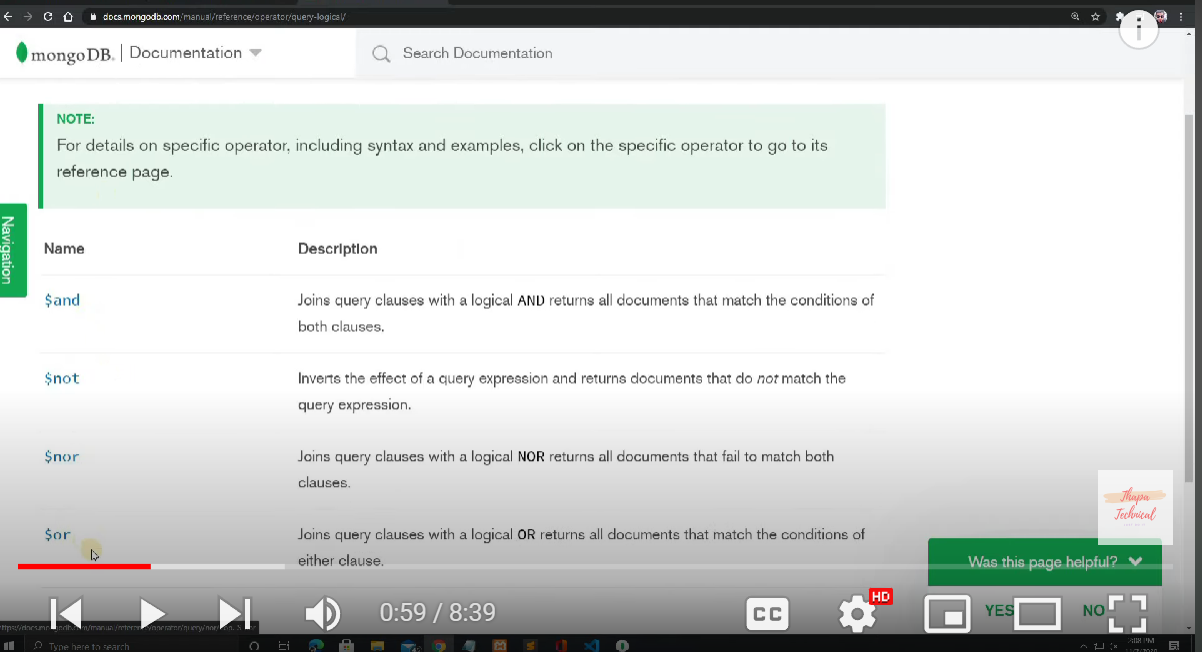 docs.mongodb.com/manual/reference/operator/query-logical/
mongoDB. Documentation
Search Documentation
NOTE:
For details on specific operator, including syntax and examples, click on the specific operator to go to its
reference page.
Navigation
Name Description
$and Joins query clauses with a logical AND returns all documents that match the conditions of
both clauses.
$not Inverts the effect of a query expression and returns documents that do not match the
query expression.
$nor Joins query clauses with a logical NOR returns all documents that fail to match both
clauses.
Thapa
Technical
$or Joins query clauses with a logical OR returns all documents that match the conditions of
either clause.
Was this page helpful?
0:59 / 8:39
CC
HD
YES NO
Type here to search